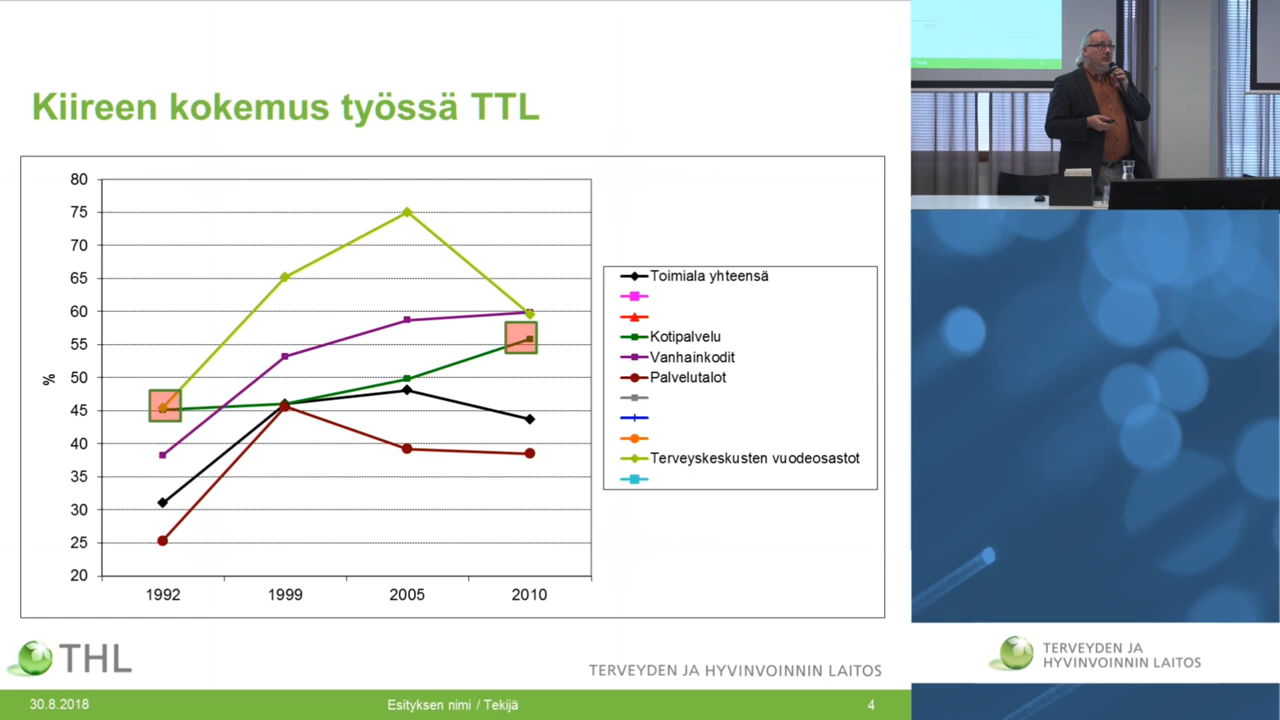 Kiireen kokemus työssä TTL
80
75
70
65
60
55
50
45
40
35
30
25
20
%
1992
1999
2005
2010
Toimiala yhteensä
Kotipalvelu
Vanhainkodit
Palvelutalot
Terveyskeskusten vuodeosastot
THL
TERVEYDEN JA HYVINVOINNIN LAITOS
30.8.2018
Esityksen nimi / Tekijä
4
TERVEYDEN JA
HYVINVOINNIN LAITOS